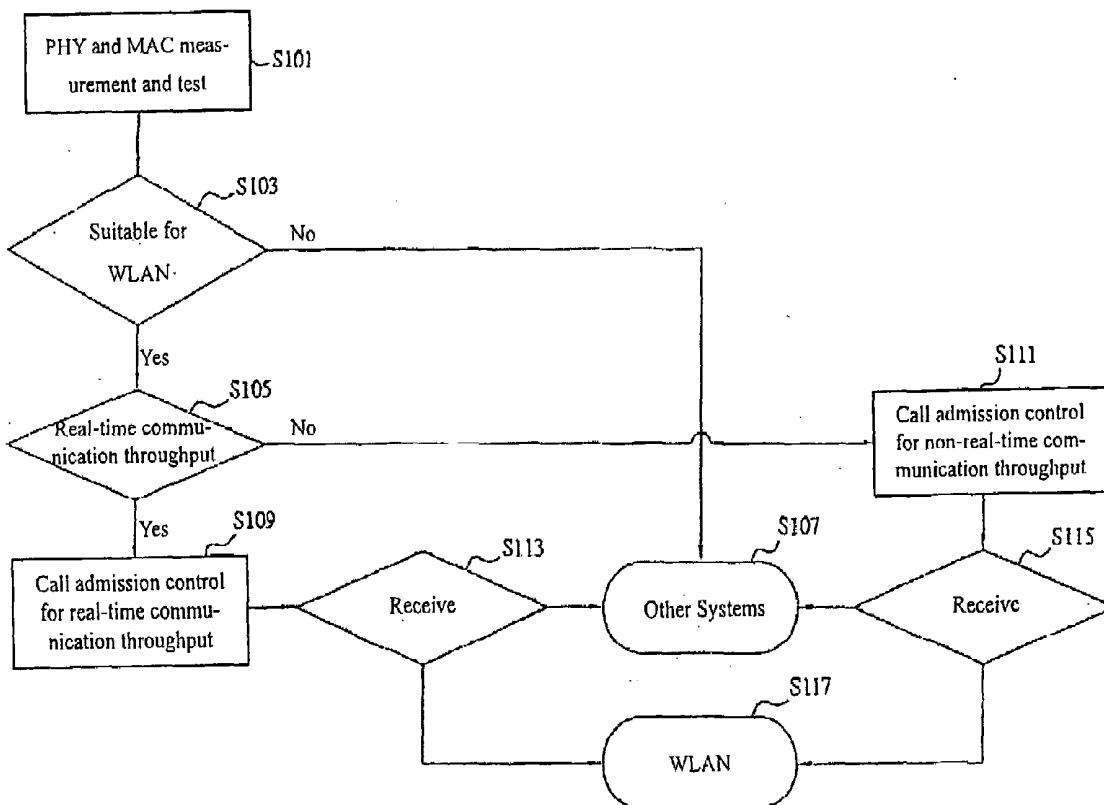 PHY and MAC meas-
urement and test
S101
S103
Suitable for
WLAN
No
Yes
S105
Real-time commu-
nication throughput
No
S111
Call admission control
for non-real-time com-
munication throughput
Yes
S109
Call admission control
for real-time commu-
nication throughput
S113
Receive
S107
Other Systems
S115
Receive
S117
WLAN